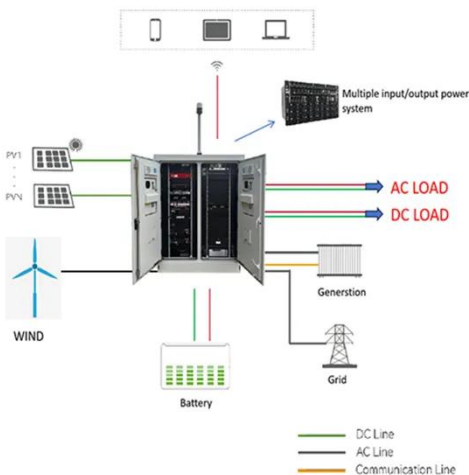 Multiple input/output power
system
PV1
PVN
AC LOAD
DC LOAD
WIND
Generstion
Grid
Battery
DC Line
AC Line
Communication Line